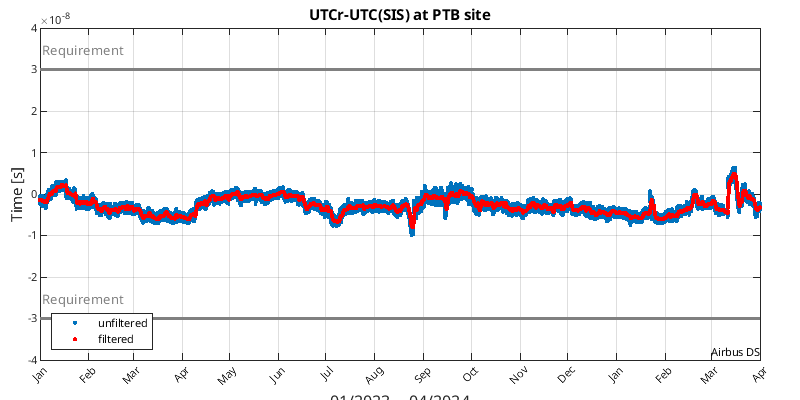 UTCr-UTC(SIS) at PTB site
×10⁻⁸
4
Requirement
3
2
1
0
-1
-2
Requirement
-3
-4
Time [s]
unfiltered
filtered
Airbus DS
Jan Feb Mar Apr May Jun Jul Aug Sep Oct Nov Dec Jan Feb Mar Apr